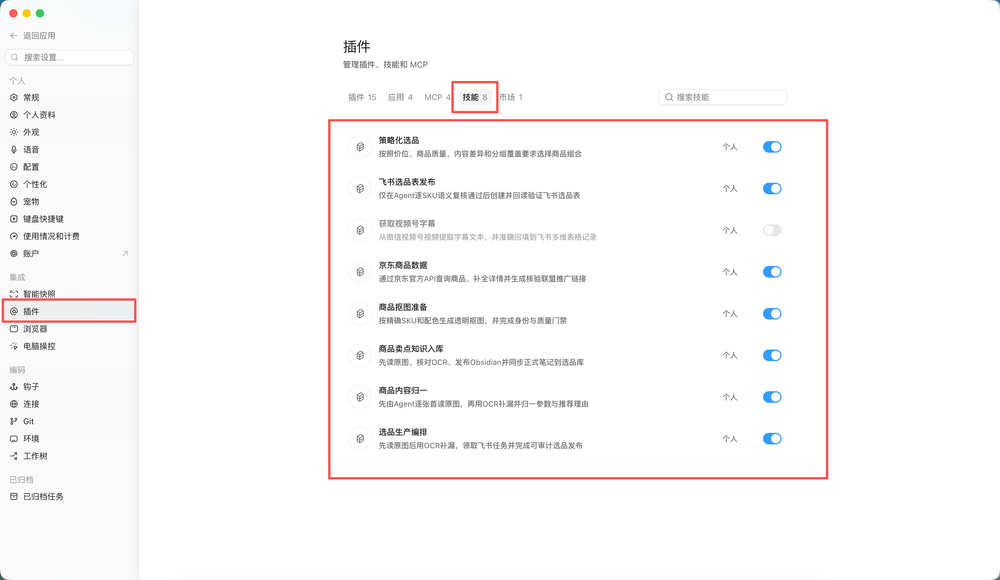 返回应用
搜索设置...
个人
常规
个人资料
外观
语音
配置
个性化
宠物
键盘快捷键
使用情况和计费
账户
集成
智能快照
插件
浏览器
电脑操控
编码
钩子
连接
Git
环境
工作树
已归档
已归档任务
插件
管理插件、技能和 MCP
插件 15 应用 4 MCP 4 技能 8 市场 1 搜索技能
策略化选品
按照价位、商品质量、内容差异和分组覆盖要求选择商品组合
个人
飞书选品表发布
仅在Agent逐SKU语义复核通过后创建并回读验证飞书选品表
个人
获取视频号字幕
从微信视频号视频提取字幕文本，并准确回填到飞书多维表格记录
个人
京东商品数据
通过京东官方API查询商品、补全详情并生成核验联盟推广链接
个人
商品抠图准备
按精确SKU和配色生成透明抠图，并完成身份与质量门禁
个人
商品卖点知识入库
先读原图、核对OCR、发布Obsidian并同步正式笔记到选品库
个人
商品内容归一
先由Agent逐张首读原图，再用OCR补漏并归一参数与推荐理由
个人
选品生产编排
先读原图后用OCR补漏，领取飞书任务并完成可审计选品发布
个人